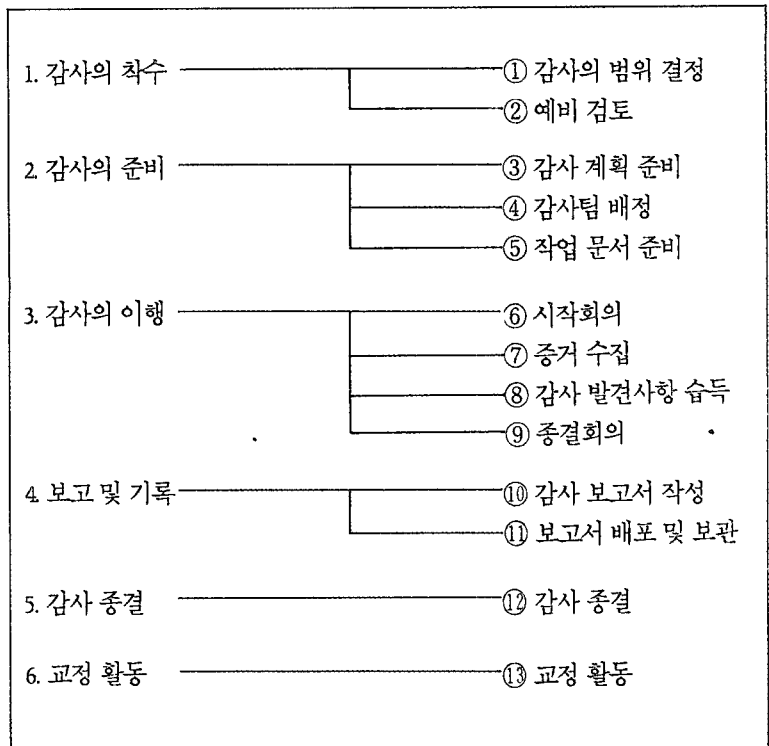 1. 감사의 착수 ① 감사의 범위 결정
② 예비 검토
2. 감사의 준비 ③ 감사 계획 준비
④ 감사팀 배정
⑤ 작업 문서 준비
3. 감사의 이행 ⑥ 시작회의
⑦ 증거 수집
⑧ 감사 발견사항 습득
⑨ 종결회의
4. 보고 및 기록 ⑩ 감사 보고서 작성
⑪ 보고서 배포 및 보관
5. 감사 종결 ⑫ 감사 종결
6. 교정 활동 ⑬ 교정 활동